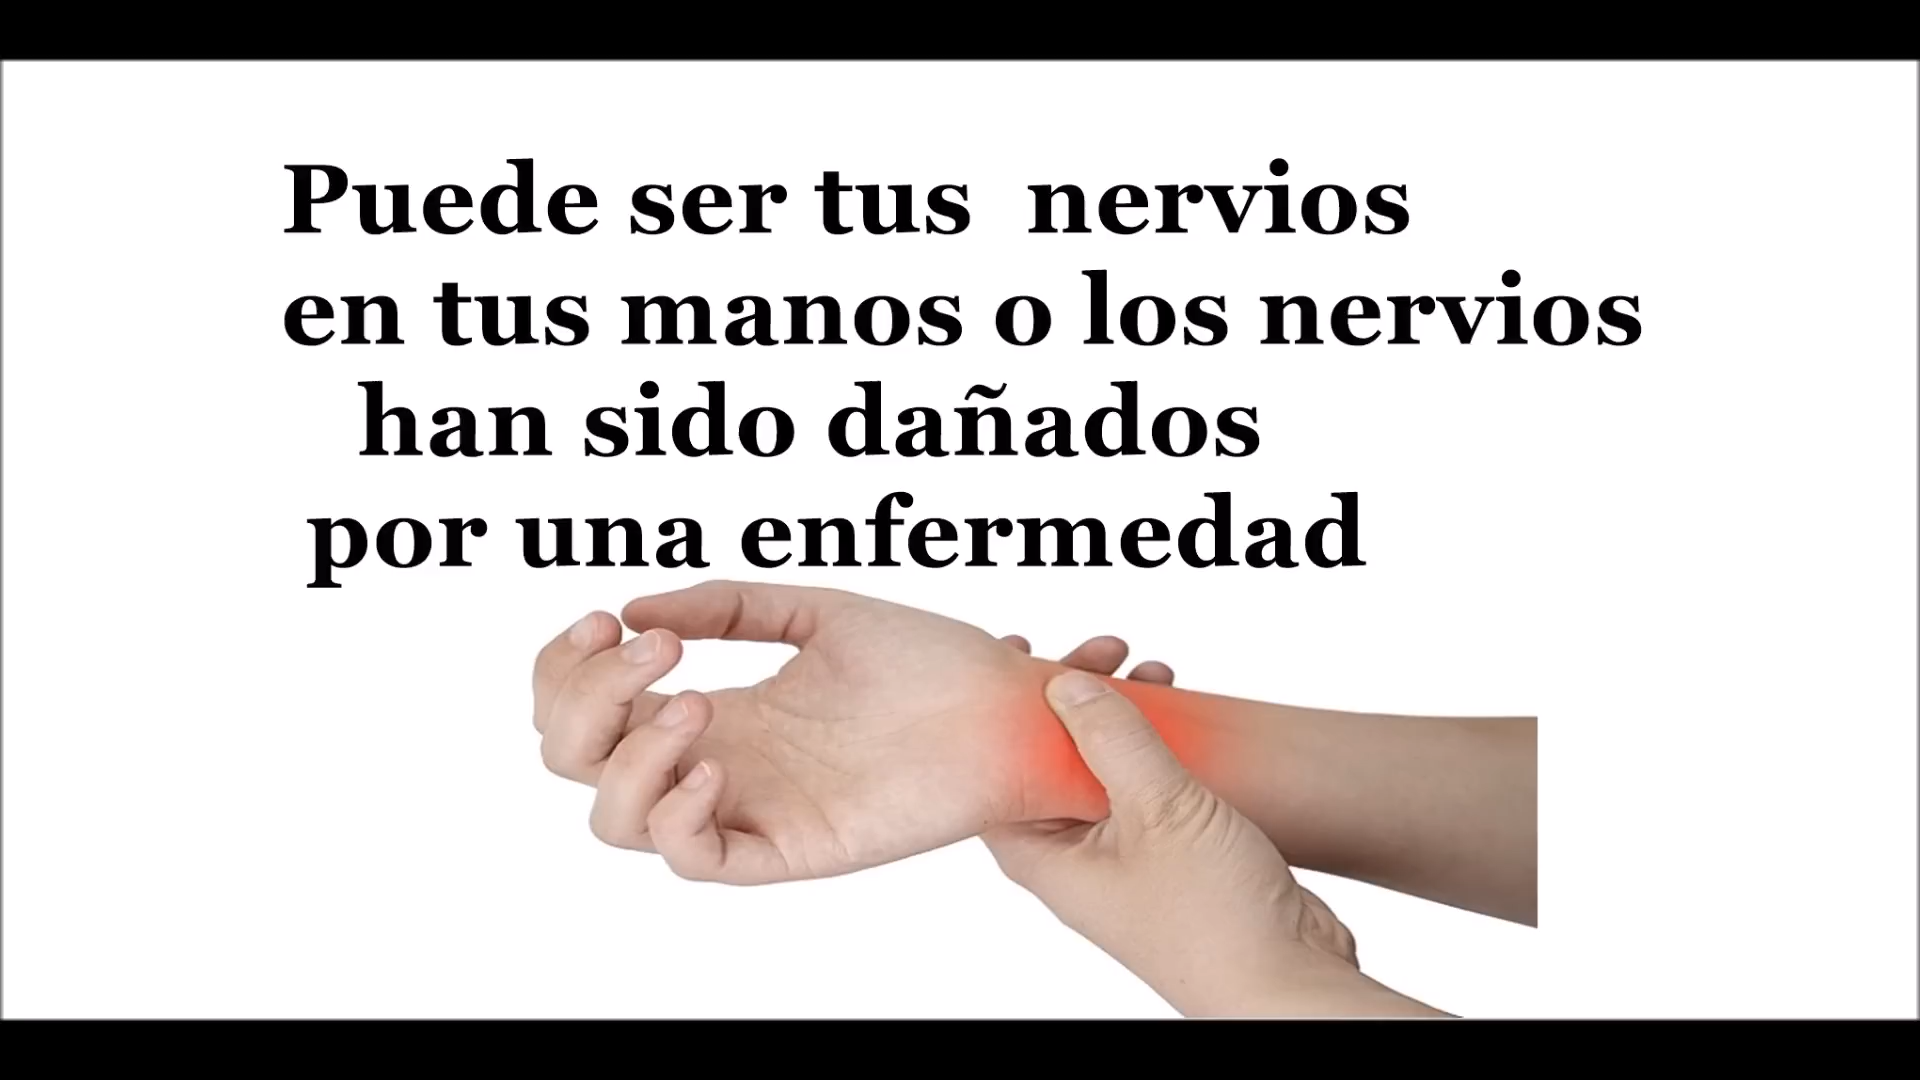 Puede ser tus nervios
en tus manos o los nervios
han sido dañados
por una enfermedad